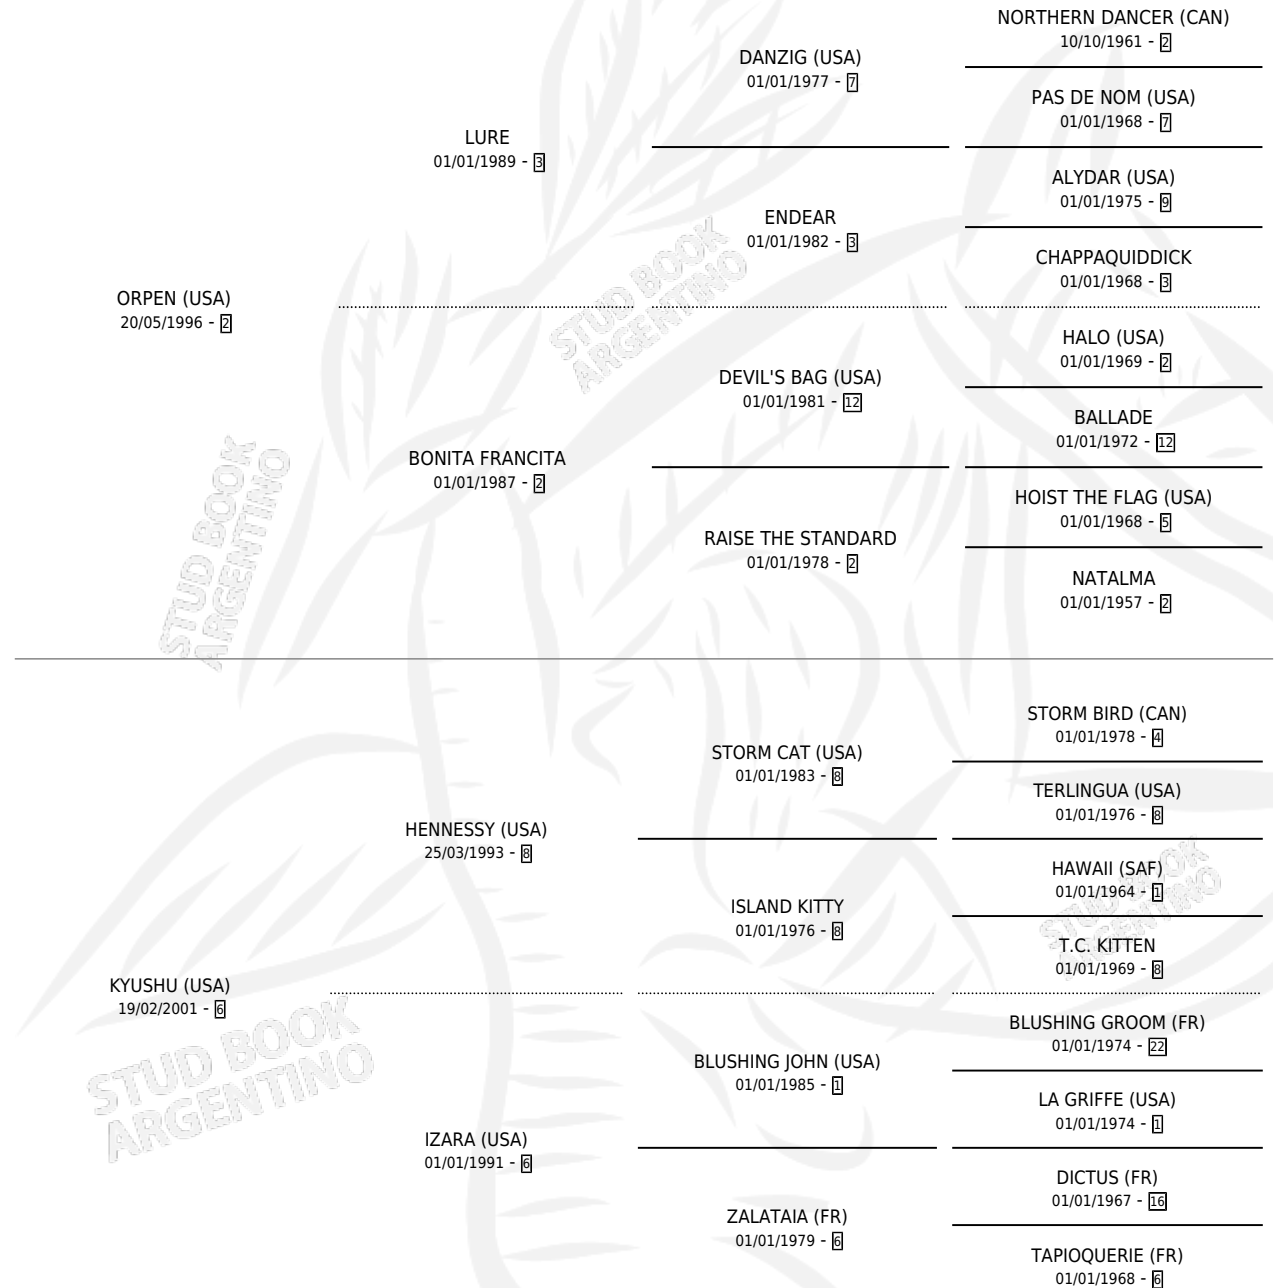 NORTHERN DANCER (CAN)
10/10/1961 - 2
DANZIG (USA)
01/01/1977 - 7
PAS DE NOM (USA)
01/01/1968 - 7
LURE
01/01/1989 - 3
ALYDAR (USA)
01/01/1975 - 9
ENDEAR
01/01/1982 - 3
CHAPPAQUIDDICK
01/01/1968 - 3
ORPEN (USA)
20/05/1996 - 2
STUD BOOK
ARGENTINO
HALO (USA)
01/01/1969 - 2
DEVIL'S BAG (USA)
01/01/1981 - 12
BALLADE
01/01/1972 - 12
BONITA FRANCITA
01/01/1987 - 2
HOIST THE FLAG (USA)
01/01/1968 - 5
RAISE THE STANDARD
01/01/1978 - 2
NATALMA
01/01/1957 - 2
STUD BOOK
ARGENTINO
STORM BIRD (CAN)
01/01/1978 - 4
STORM CAT (USA)
01/01/1983 - 8
TERLINGUA (USA)
01/01/1976 - 8
HENNESSY (USA)
25/03/1993 - 8
HAWAII (SAF)
01/01/1964 - 1
ISLAND KITTY
01/01/1976 - 8
T.C. KITTEN
01/01/1969 - 8
STUD BOOK
ARGENTINO
KYUSHU (USA)
19/02/2001 - 6
BLUSHING GROOM (FR)
01/01/1974 - 22
BLUSHING JOHN (USA)
01/01/1985 - 1
LA GRIFFE (USA)
01/01/1974 - 1
STUD BOOK
ARGENTINO
IZARA (USA)
01/01/1991 - 6
DICTUS (FR)
01/01/1967 - 16
ZALATAIA (FR)
01/01/1979 - 6
TAPIOQUERIE (FR)
01/01/1968 - 6